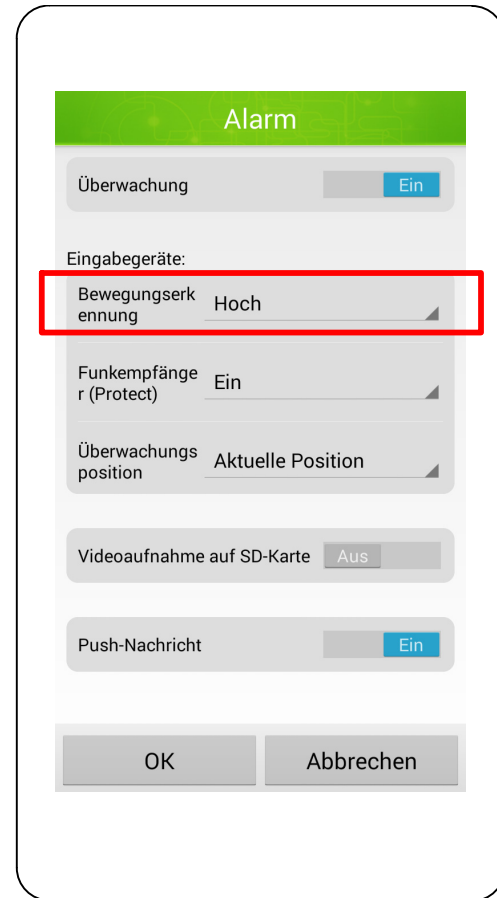 Alarm
Überwachung
Ein
Eingabegeräte:
Bewegungserk
ennung
Hoch
Funkempfänge
r (Protect)
Ein
Überwachungs
position
Aktuelle Position
Videoaufnahme auf SD-Karte
Aus
Push-Nachricht
Ein
OK
Abbrechen